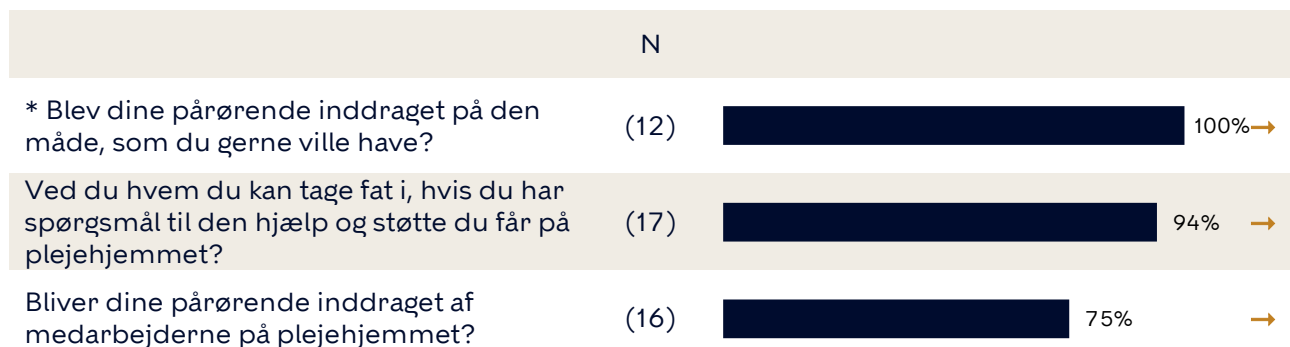 N
* Blev dine pårørende inddraget på den
måde, som du gerne ville have?
(12)
100%→
Ved du hvem du kan tage fat i, hvis du har
spørgsmål til den hjælp og støtte du får på
plejehjemmet?
(17)
94% →
Bliver dine pårørende inddraget af
medarbejderne på plejehjemmet?
(16)
75% →